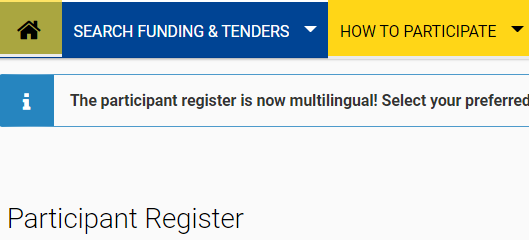 SEARCH FUNDING & TENDERS
HOW TO PARTICIPATE
The participant register is now multilingual! Select your preferred
Participant Register